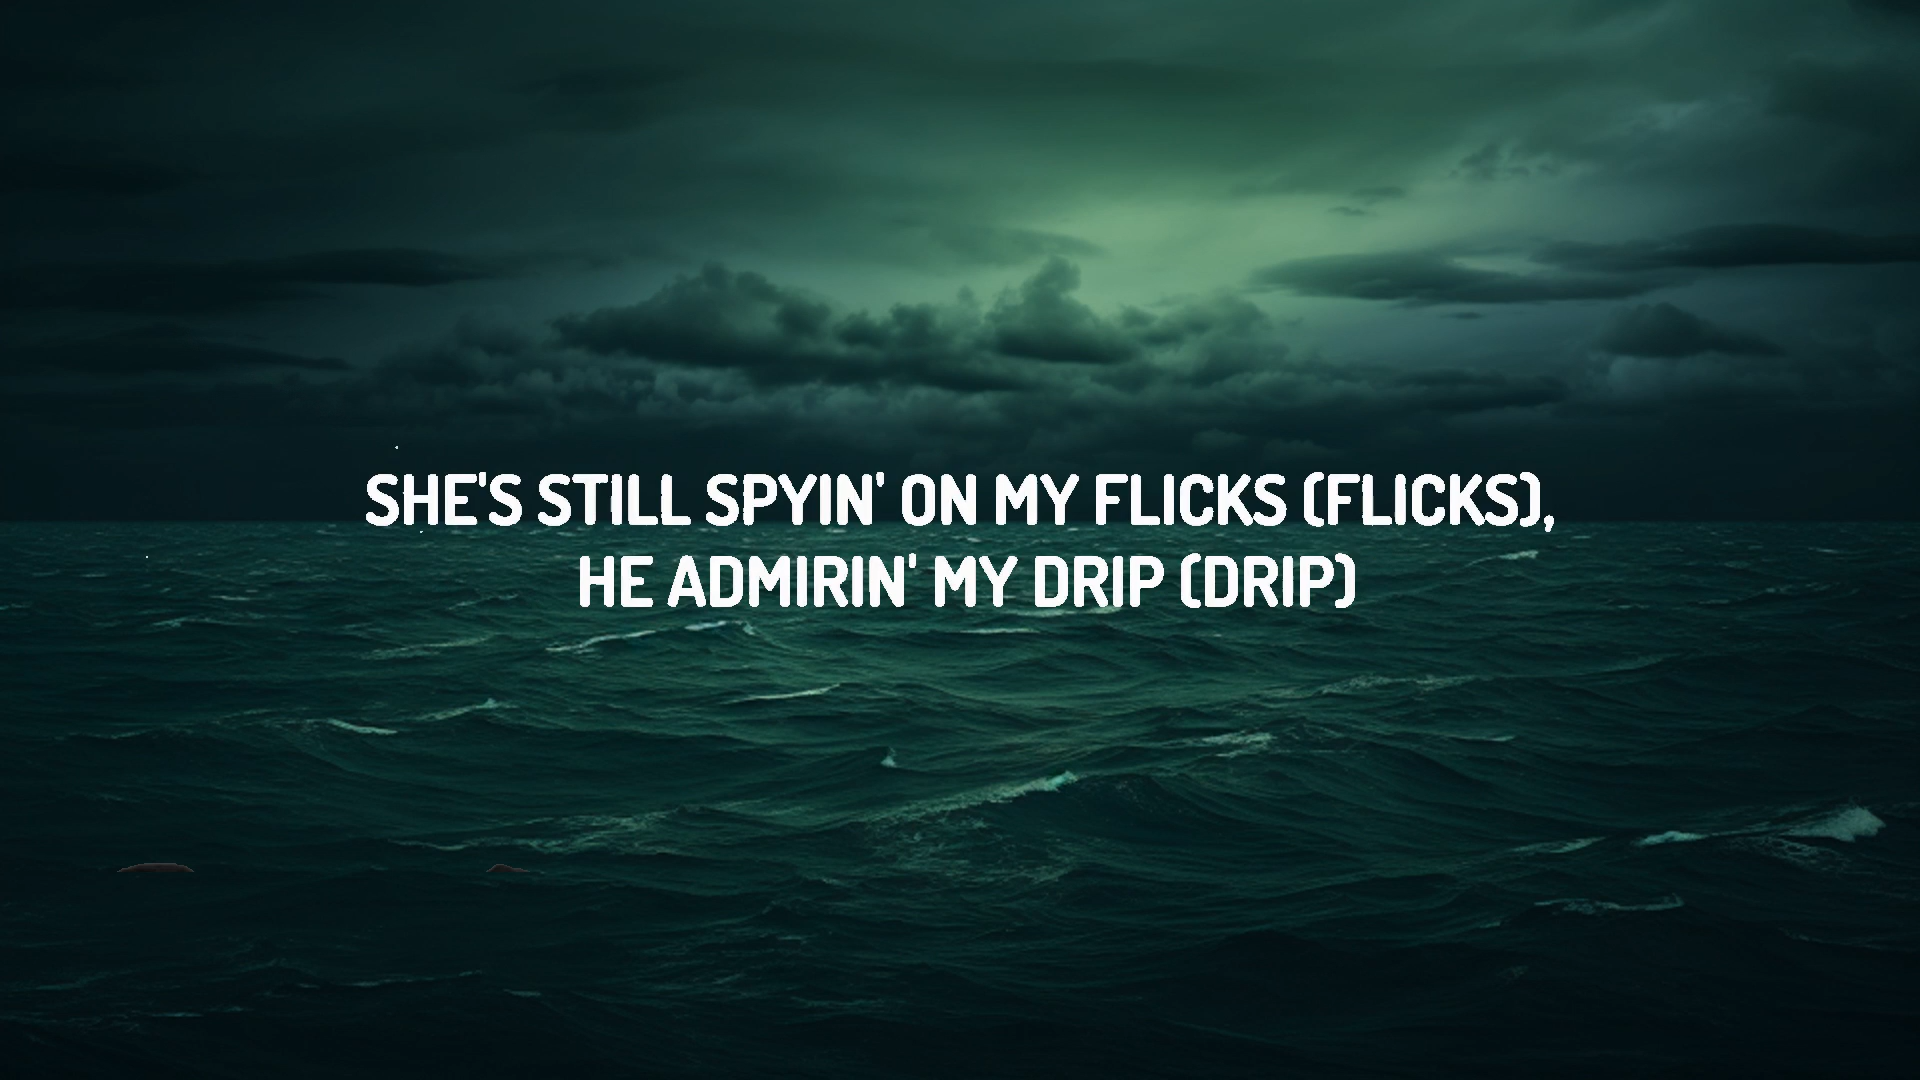 SHE'S STILL SPYIN' ON MY FLICKS (FLICKS),
HE ADMIRIN' MY DRIP (DRIP)